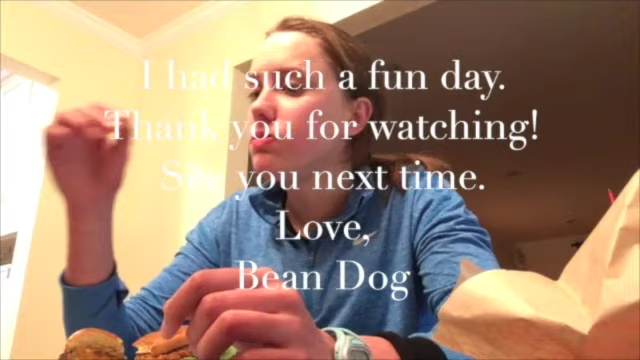 I had such a fun day.
Thank you for watching!
See you next time.
Love,
Bean Dog